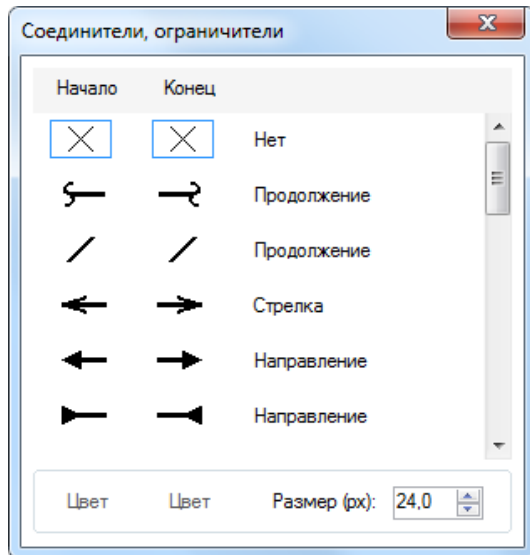 Соединители, ограничители
Начало Конец
Нет
Продолжение
Продолжение
Стрелка
Направление
Направление
Цвет Цвет Размер (px): 24,0